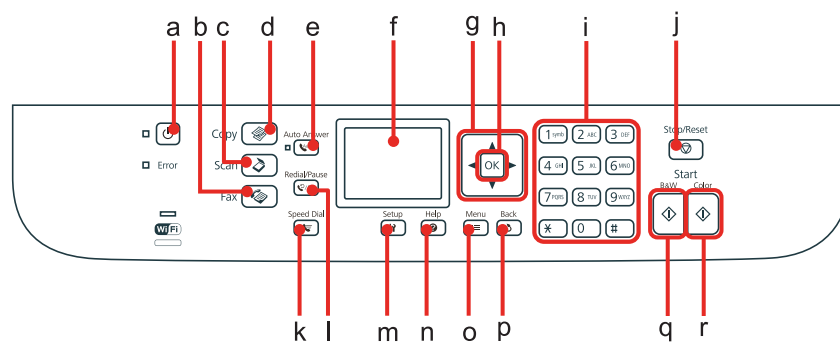 a
b
c
d
e
f
g
h
i
j
Copy
Auto Answer
Scan
Error
Redial/Pause
Fax
Speed Dial
WiFi
Setup
Help
Menu
Back
OK
1 symb 2 ABC 3 DEF
4 GHI 5 JKL 6 MNO
7 PQRS 8 TUV 9 WXYZ
* 0 #
Stop/Reset
Start
B&W Color
k
l
m
n
o
p
q
r